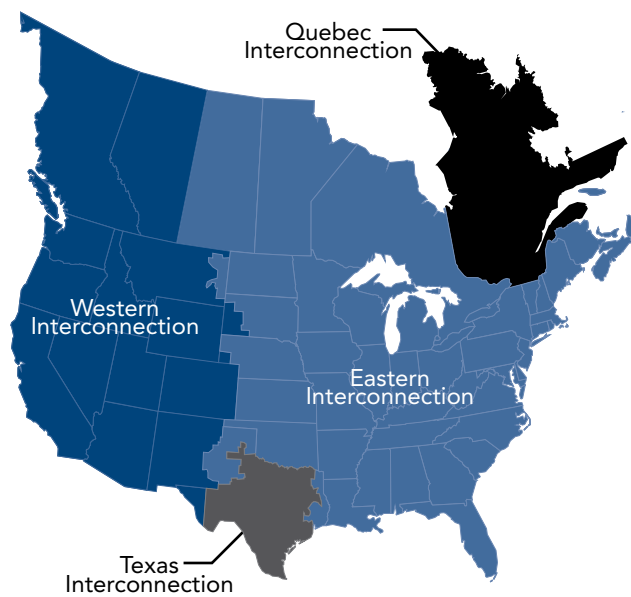 Quebec
Interconnection
Western
Interconnection
Eastern
Interconnection
Texas
Interconnection